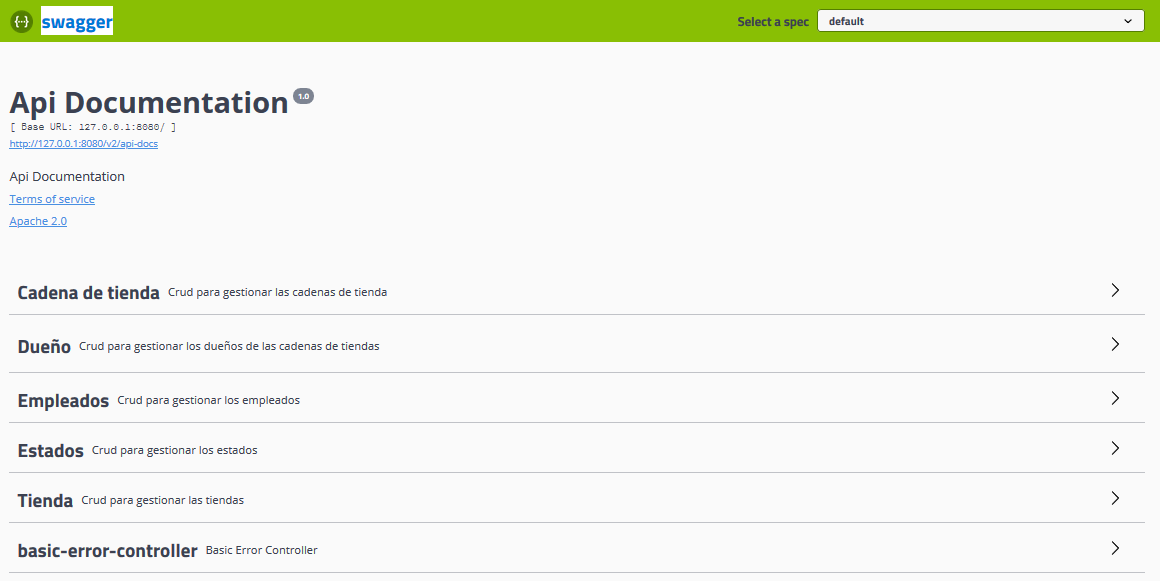 {···} swagger
Select a spec default
Api Documentation 1.0
[ Base URL: 127.0.0.1:8080/ ]
http://127.0.0.1:8080/v2/api-docs
Api Documentation
Terms of service
Apache 2.0
Cadena de tienda Crud para gestionar las cadenas de tienda
Dueño Crud para gestionar los dueños de las cadenas de tiendas
Empleados Crud para gestionar los empleados
Estados Crud para gestionar los estados
Tienda Crud para gestionar las tiendas
basic-error-controller Basic Error Controller